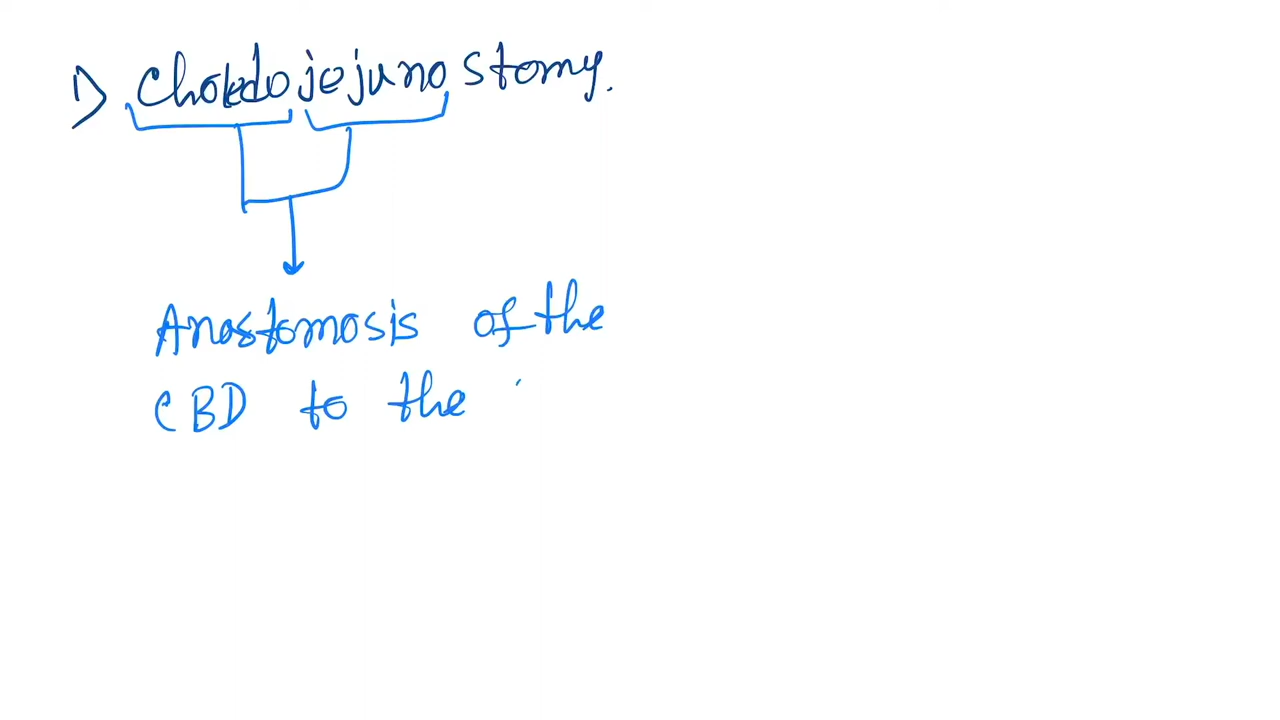 1) Choledojejunostomy.
Anastomosis of the
CBD to the